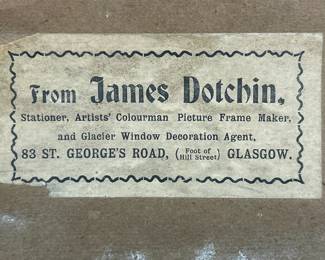 From James Dotchin,
Stationer, Artists' Colourman Picture Frame Maker,
and Glacier Window Decoration Agent,
83 ST. GEORGE'S ROAD, (Foot of Hill Street) GLASGOW.